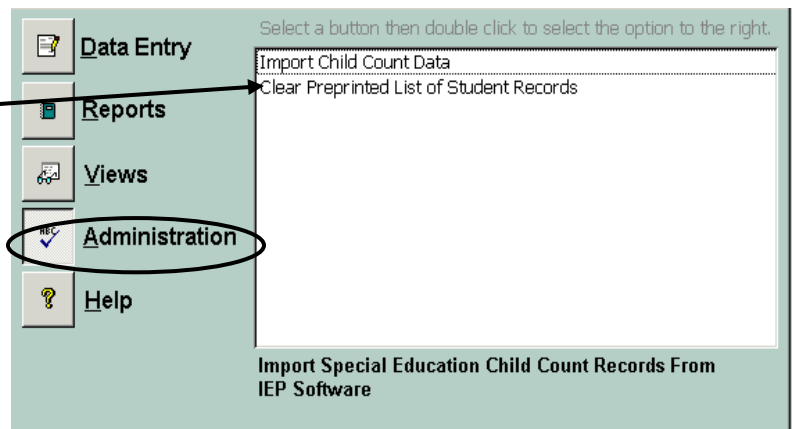 Select a button then double click to select the option to the right.
Data Entry
Reports
Views
Administration
Help
Import Child Count Data
Clear Preprinted List of Student Records
Import Special Education Child Count Records From
IEP Software